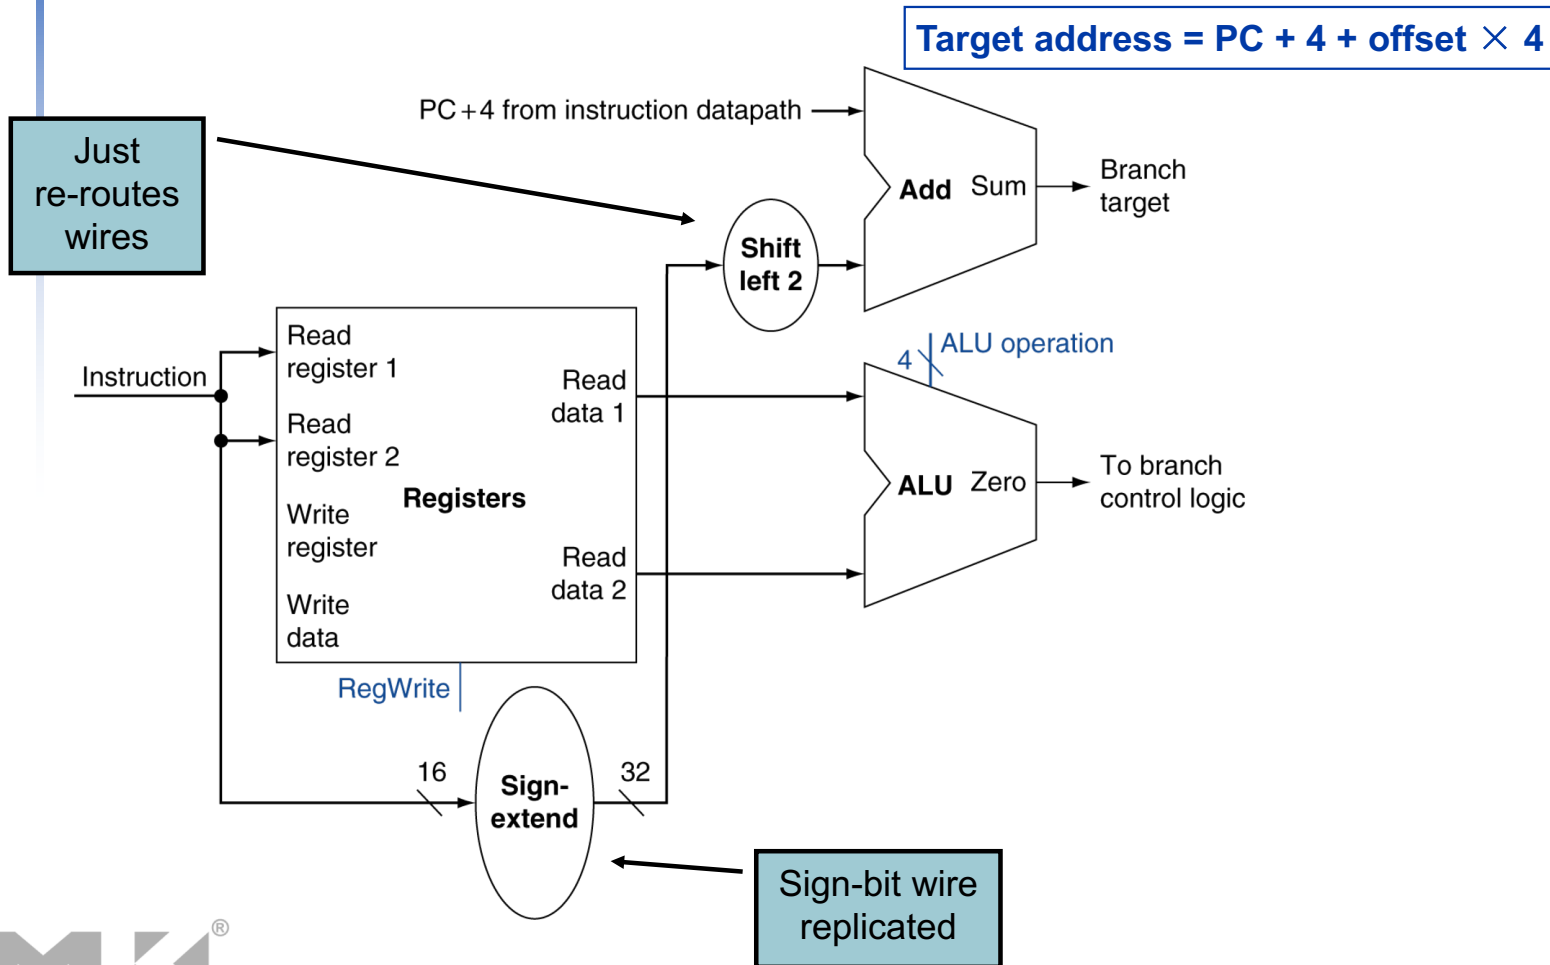 Target address = PC + 4 + offset × 4
PC+4 from instruction datapath
Just
re-routes
wires
Add Sum
Branch
target
Shift
left 2
Instruction
Read
register 1
Read
data 1
Read
register 2
Registers
Write
register
Read
data 2
Write
data
RegWrite
4
ALU operation
ALU Zero
To branch
control logic
16
Sign-
extend
32
Sign-bit wire
replicated
®